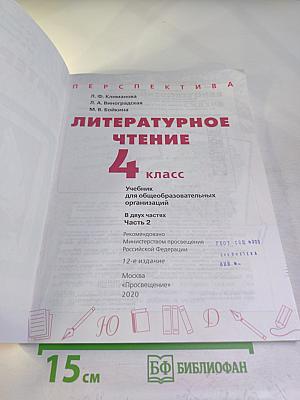 ПЕРСПЕКТИВА
Л. Ф. Климанова
Л. А. Виноградская
М. В. Бойкина
ЛИТЕРАТУРНОЕ
ЧТЕНИЕ
4 класс
Учебник
для общеобразовательных
организаций
В двух частях
Часть 2
Рекомендовано
Министерством просвещения
Российской Федерации
12-е издание
Москва
«Просвещение»
2020
Ю Д
15 см
БФ БИБЛИОФАН